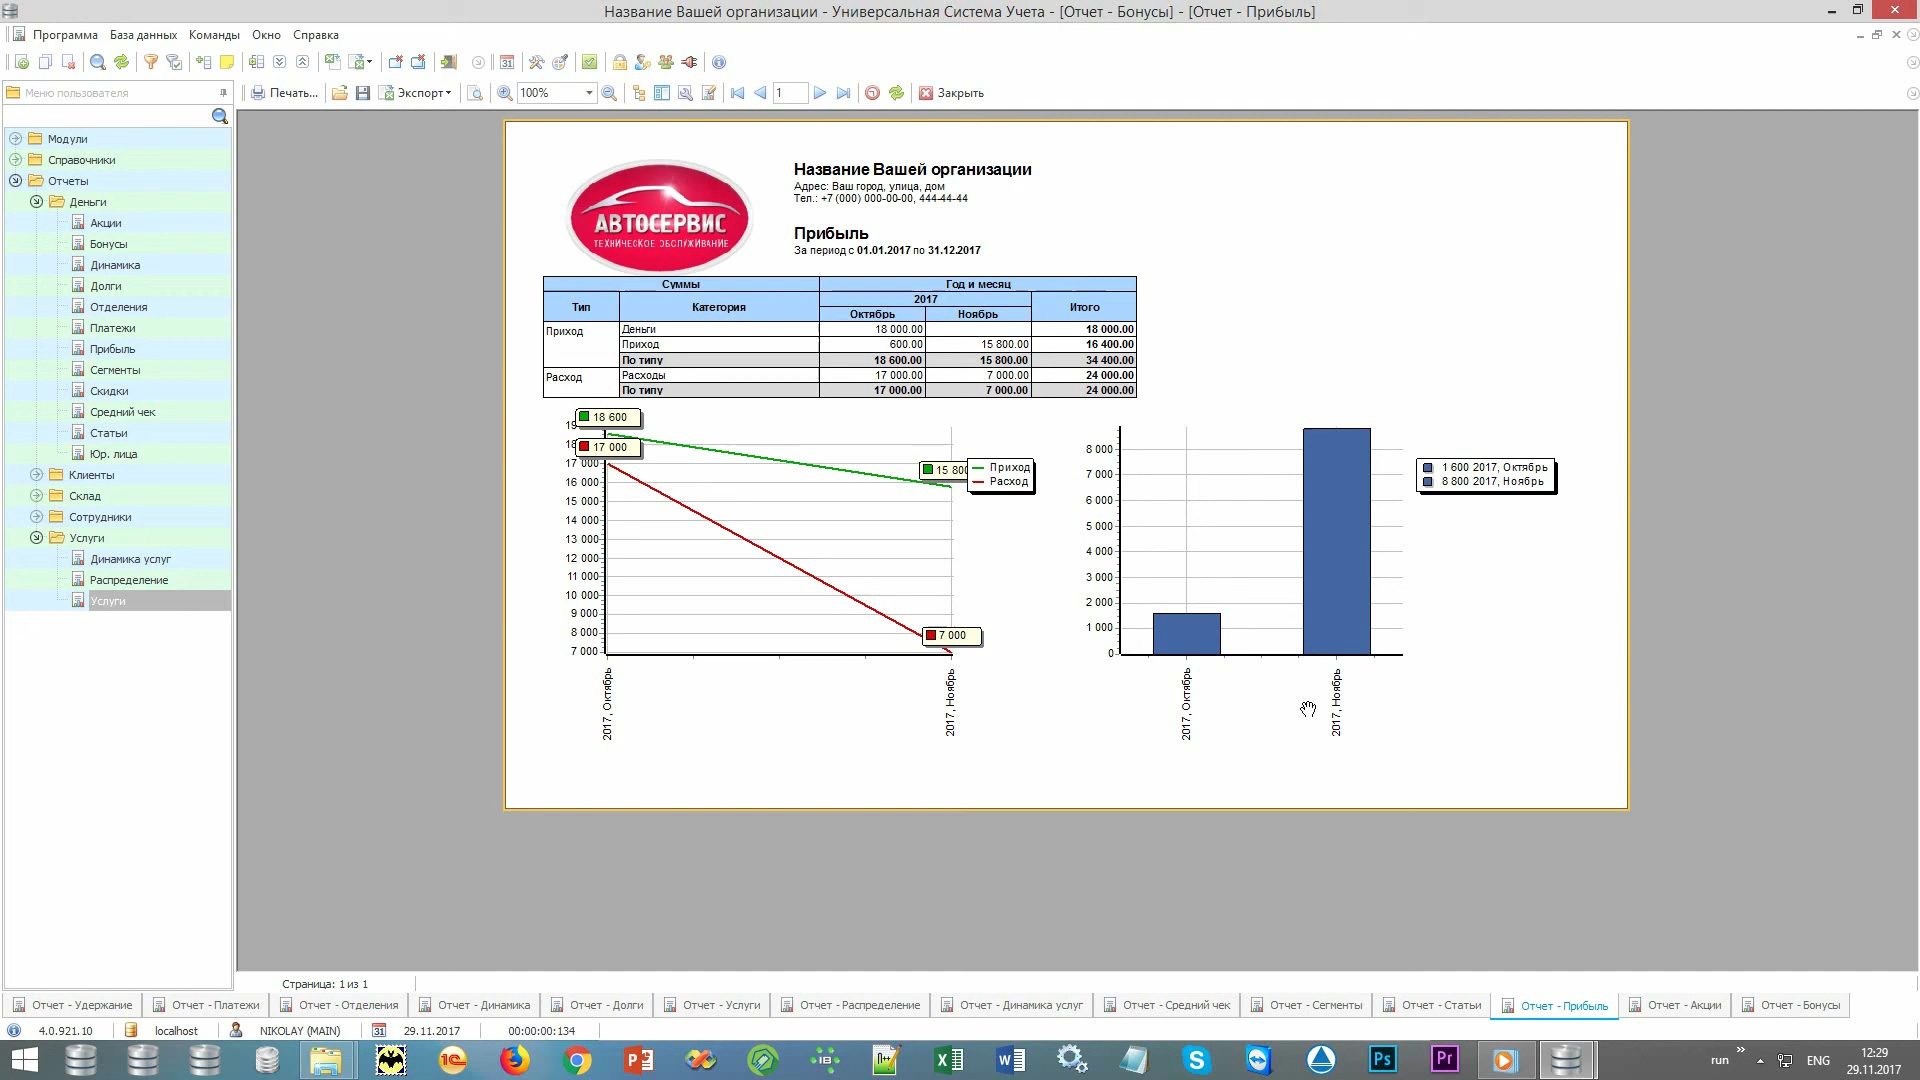 Название Вашей организации - Универсальная Система Учета - [Отчет - Бонусы] - [Отчет - Прибыль]
Программа База данных Команды Окно Справка
Меню пользователя
Печать... Экспорт 100% 1 Закрыть
Модули
Справочники
Отчеты
Деньги
Акции
Бонусы
Динамика
Долги
Отделения
Платежи
Прибыль
Сегменты
Скидки
Средний чек
Статьи
Юр. лица
Клиенты
Склад
Сотрудники
Услуги
Динамика услуг
Распределение
Услуги
АВТОСЕРВИС
ТЕХНИЧЕСКОЕ ОБСЛУЖИВАНИЕ
Название Вашей организации
Адрес: Ваш город, улица, дом
Тел.: +7 (000) 000-00-00, 444-44-44
Прибыль
За период с 01.01.2017 по 31.12.2017
Суммы Год и месяц
Тип Категория 2017 Итого
Октябрь Ноябрь
Приход Деньги 18 000.00 18 000.00
Приход 600.00 15 800.00 16 400.00
По типу 18 600.00 15 800.00 34 400.00
Расход Расходы 17 000.00 7 000.00 24 000.00
По типу 17 000.00 7 000.00 24 000.00
18 600
17 000
15 800
7 000
Приход
Расход
17 000
16 000
15 000
14 000
13 000
12 000
11 000
10 000
9 000
8 000
7 000
2017, Октябрь
2017, Ноябрь
8 000
7 000
6 000
5 000
4 000
3 000
2 000
1 000
0
2017, Октябрь
2017, Ноябрь
1 600 2017, Октябрь
8 800 2017, Ноябрь
Страница: 1 из 1
Отчет - Удержание Отчет - Платежи Отчет - Отделения Отчет - Динамика Отчет - Долги Отчет - Услуги Отчет - Распределение Отчет - Динамика услуг Отчет - Средний чек Отчет - Сегменты Отчет - Статьи Отчет - Прибыль Отчет - Акции Отчет - Бонусы
4.0.921.10 localhost NIKOLAY (MAIN) 31 29.11.2017 00:00:00:134
run ENG 12:29
29.11.2017